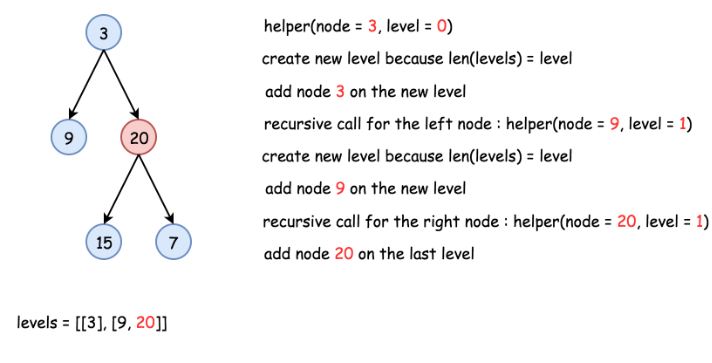 3
helper(node = 3, level = 0)
create new level because len(levels) = level
add node 3 on the new level
9
20
recursive call for the left node : helper(node = 9, level = 1)
create new level because len(levels) = level
add node 9 on the new level
recursive call for the right node : helper(node = 20, level = 1)
15
7
add node 20 on the last level
levels = [[3], [9, 20]]